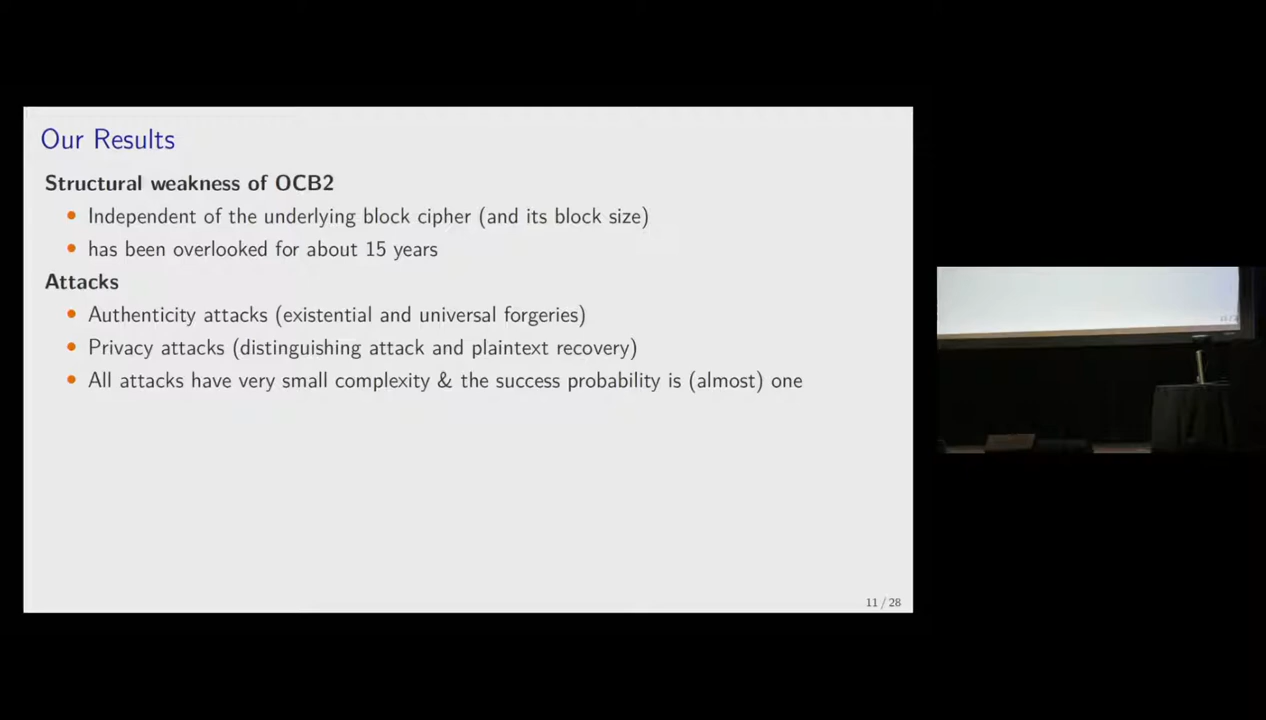 Our Results
Structural weakness of OCB2
• Independent of the underlying block cipher (and its block size)
• has been overlooked for about 15 years
Attacks
• Authenticity attacks (existential and universal forgeries)
• Privacy attacks (distinguishing attack and plaintext recovery)
• All attacks have very small complexity & the success probability is (almost) one
11 / 28